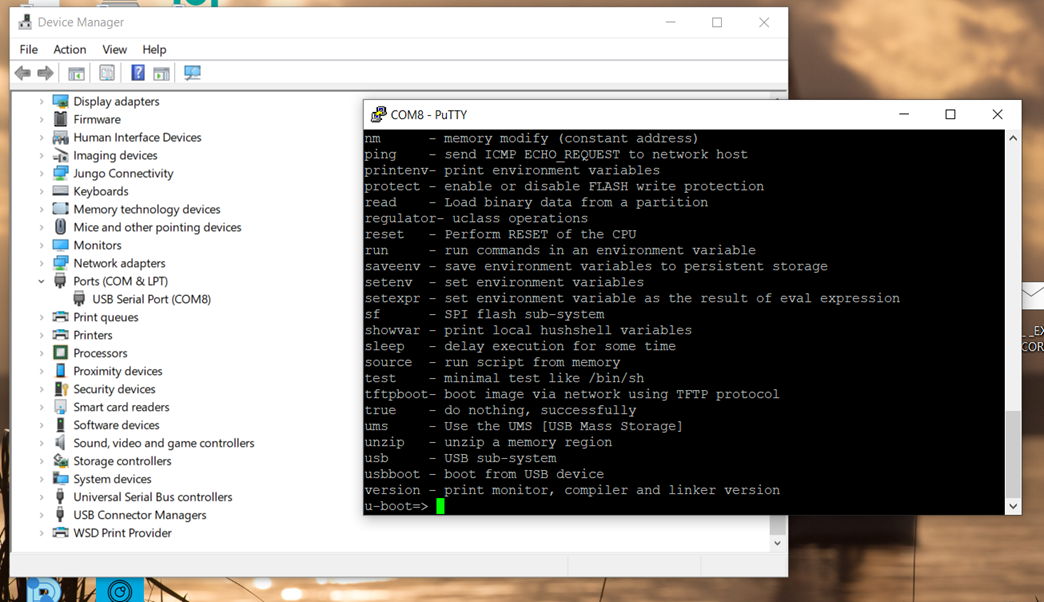 Device Manager
File Action View Help
Display adapters
Firmware
Human Interface Devices
Imaging devices
Jungo Connectivity
Keyboards
Memory technology devices
Mice and other pointing devices
Monitors
Network adapters
Ports (COM & LPT)
USB Serial Port (COM8)
Print queues
Printers
Processors
Proximity devices
Security devices
Smart card readers
Software devices
Sound, video and game controllers
Storage controllers
System devices
Universal Serial Bus controllers
USB Connector Managers
WSD Print Provider
COM8 - PuTTY
nm      - memory modify (constant address)
ping    - send ICMP ECHO_REQUEST to network host
printenv- print environment variables
protect - enable or disable FLASH write protection
read    - Load binary data from a partition
regulator- uclass operations
reset   - Perform RESET of the CPU
run     - run commands in an environment variable
saveenv - save environment variables to persistent storage
setenv  - set environment variables
setexpr - set environment variable as the result of eval expression
sf      - SPI flash sub-system
showvar - print local hushshell variables
sleep   - delay execution for some time
source  - run script from memory
test    - minimal test like /bin/sh
tftpboot- boot image via network using TFTP protocol
true    - do nothing, successfully
ums     - Use the UMS [USB Mass Storage]
unzip   - unzip a memory region
usb     - USB sub-system
usbboot - boot from USB device
version - print monitor, compiler and linker version
u-boot=>